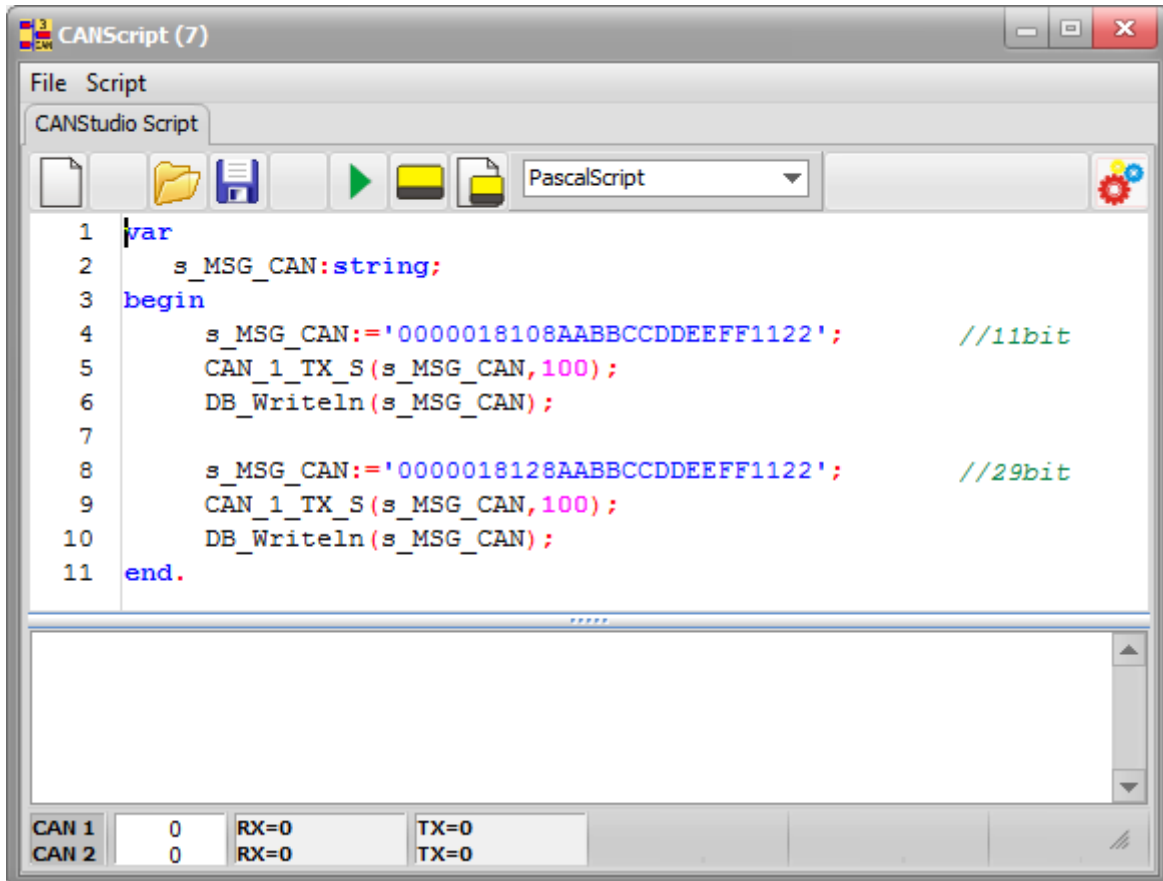 CANScript (7)
File Script
CANStudio Script
PascalScript
1 var
2 s_MSG_CAN:string;
3 begin
4 s_MSG_CAN:='0000018108AABBCCDDEEFF1122'; //11bit
5 CAN_1_TX_S(s_MSG_CAN,100);
6 DB_Writeln(s_MSG_CAN);
7
8 s_MSG_CAN:='0000018128AABBCCDDEEFF1122'; //29bit
9 CAN_1_TX_S(s_MSG_CAN,100);
10 DB_Writeln(s_MSG_CAN);
11 end.
CAN 1 0 RX=0 TX=0
CAN 2 0 RX=0 TX=0